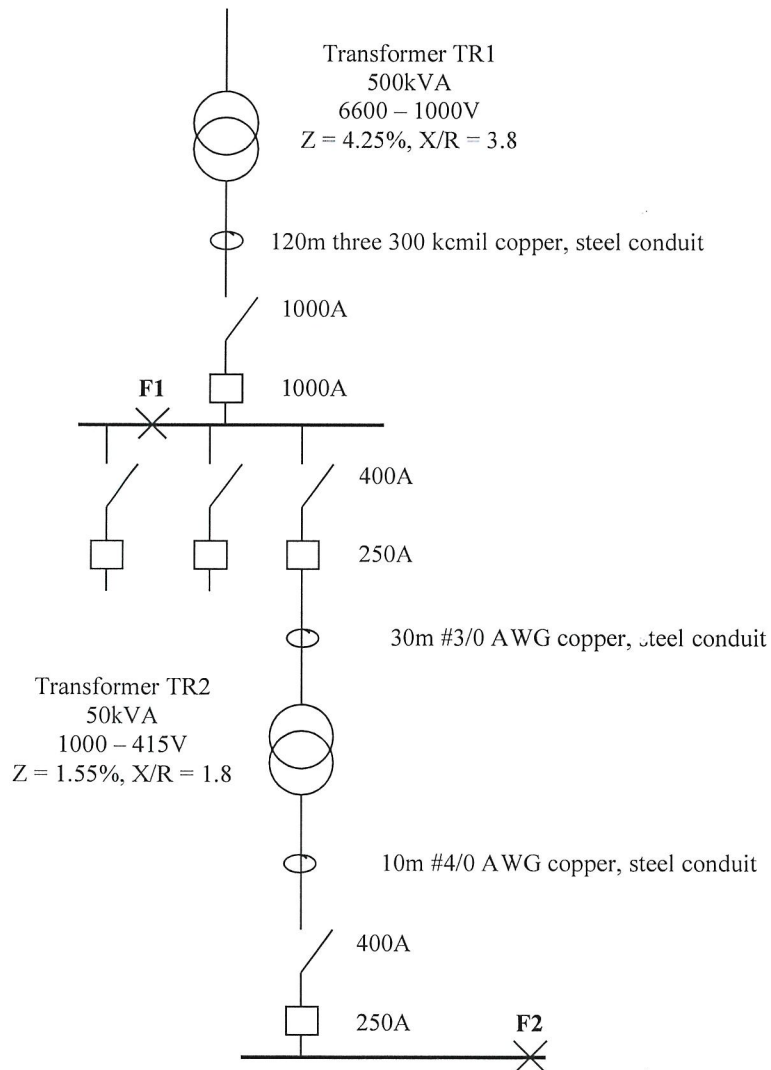 Transformer TR1
500kVA
6600 – 1000V
Z = 4.25%, X/R = 3.8
120m three 300 kcmil copper, steel conduit
1000A
F1
1000A
400A
250A
30m #3/0 AWG copper, steel conduit
Transformer TR2
50kVA
1000 – 415V
Z = 1.55%, X/R = 1.8
10m #4/0 AWG copper, steel conduit
400A
250A
F2